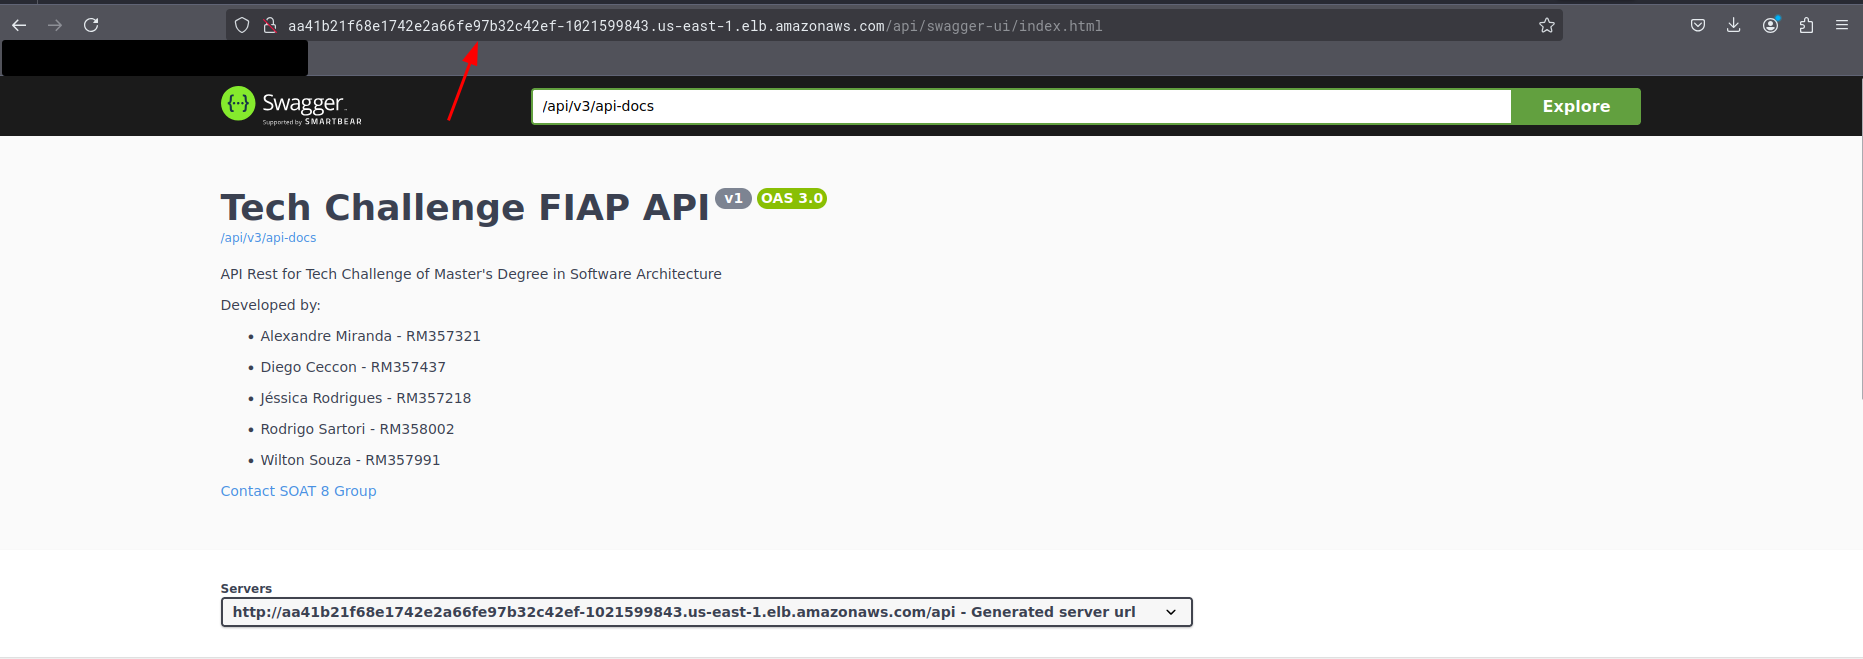 aa41b21f68e1742e2a66fe97b32c42ef-1021599843.us-east-1.elb.amazonaws.com/api/swagger-ui/index.html
Swagger.
Supported by SMARTBEAR
/api/v3/api-docs
Explore
Tech Challenge FIAP API v1 OAS 3.0
/api/v3/api-docs
API Rest for Tech Challenge of Master's Degree in Software Architecture
Developed by:
• Alexandre Miranda - RM357321
• Diego Ceccon - RM357437
• Jéssica Rodrigues - RM357218
• Rodrigo Sartori - RM358002
• Wilton Souza - RM357991
Contact SOAT 8 Group
Servers
http://aa41b21f68e1742e2a66fe97b32c42ef-1021599843.us-east-1.elb.amazonaws.com/api - Generated server url